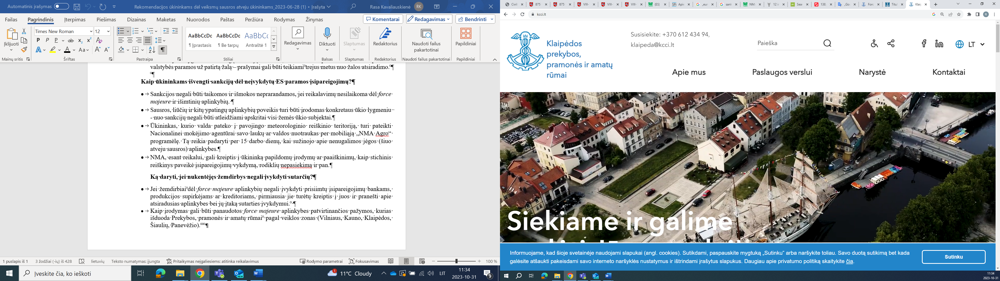 Automatinis įrašymas
Rekomendacijos ūkininkams dėl veiksmų sausros atveju ūkininkams_2023-06-28 (1) • Įrašyta
Rasa Kavaliauskienė
RK
Failas
Pagrindinis
Įterpimas
Piešimas
Dizainas
Maketas
Nuorodos
Paštas
Peržiūra
Rodymas
Žinynas
Komentarai
Redagavimas
Bendrinti
Įklijuoti
Times New Roman
12
AaBbCcDc
AaBbCcDc
AaBbCc
¶ Įprastasis
¶ Be tarpų
Antraštė 1
Redagavimas
Diktuoti
Slaptumas
Redaktorius
Naudoti failus
pakartotinai
Papildiniai
Mainų sritis
Šriftas
Pastraipa
Stiliai
Balsas
Slaptumas
Redaktorius
Naudoti failus pakartotinai
Papildiniai
valstybės paramos už patirtą žalą – prašymai gali būti teikiami trejus metus nuo žalos atsiradimo. ¶
¶
Kaip ūkininkams išvengti sankcijų dėl neįvykdytų ES paramos įsipareigojimų?¶
• Sankcijos negali būti taikomos ir išmokos neprarandamos, jei reikalavimų nesilaikoma dėl force
majeure ir išimtinių aplinkybių. ¶
• Sausros, liūčių ir kitų ypatingų aplinkybių poveikis turi būti įrodomas konkretaus ūkio lygmeniu
- nuo sankcijų negali būti atleidžiami apskritai visi žemės ūkio subjektai.¶
• Ūkininkas, kurio valda pateko į pavojingo meteorologinio reiškinio teritoriją, turi pateikti
Nacionalinei mokėjimo agentūrai savo laukų ar valdos nuotraukas per mobiliąją „NMA Agro“
programėlę. Tą reikia padaryti per 15 darbo dienų, kai sužinojo apie nenugalimos jėgos (šiuo
atveju sausros) aplinkybes.¶
• NMA, esant reikalui, gali kreiptis į ūkininką papildomų įrodymų ar paaiškinimų, kaip stichinis
reiškinys paveikė įsipareigojimų vykdymą, rodiklių nepasiekimą ir pan.¶
Ką daryti, jei nukentėjęs žemdirbys negali įvykdyti sutarčių?¶
• Jei žemdirbiai dėl force majeure aplinkybių negali įvykdyti prisiimtų įsipareigojimų bankams,
produkcijos supirkėjams ar kreditoriams, pirmiausia jie turėtų kreiptis į juos ir pranešti apie
atsiradusias aplinkybes bei jų įtaką sutarties įvykdymui. ¶
• Kaip įrodymas gali būti panaudotos force majeure aplinkybes patvirtinančios pažymos, kurias
išduoda Prekybos, pramonės ir amatų rūmai pagal veiklos zonas (Vilniaus, Kauno, Klaipėdos,
Šiaulių, Panevėžio). ¶
1 puslapis iš 1
3 žodžiai (-ių) iš 428
lietuvių
Teksto numatymas: įjungta
Pritaikymas neįgaliesiems: atitinka reikalavimus
Rodymo parametrai
Fokusavimas
100 %
Įveskite čia, ko ieškoti
11°C Cloudy
LIT
11:34
2023-10-31
kcci.lt
Klaipėdos
prekybos,
pramonės ir amatų
rūmai
Susisiekite: +370 612 434 94,
klaipeda@kcci.lt
Paieška
LT
Apie mus
Paslaugos verslui
Narystė
Kontaktai
Siekiame ir galime
Informuojame, kad šioje svetainėje naudojami slapukai (angl. cookies). Sutikdami, paspauskite mygtuką „Sutinku“ arba naršykite toliau. Savo duotą sutikimą bet kada
galėsite atšaukti pakeisdami savo interneto naršyklės nustatymus ir ištrindami įrašytus slapukus. Daugiau apie privatumo politiką skaitykite čia.
Sutinku
11:34
2023-10-31